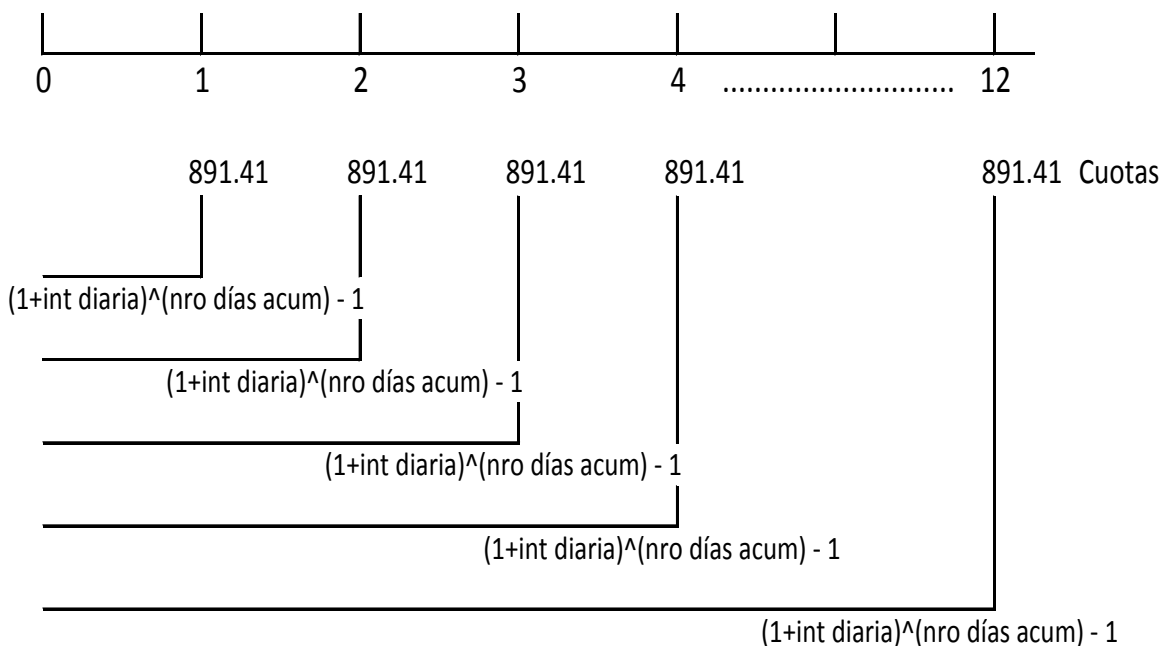 0 1 2 3 4 ............................. 12
891.41 891.41 891.41 891.41 891.41 Cuotas
(1+int diaria)^(nro días acum) - 1
(1+int diaria)^(nro días acum) - 1
(1+int diaria)^(nro días acum) - 1
(1+int diaria)^(nro días acum) - 1
(1+int diaria)^(nro días acum) - 1